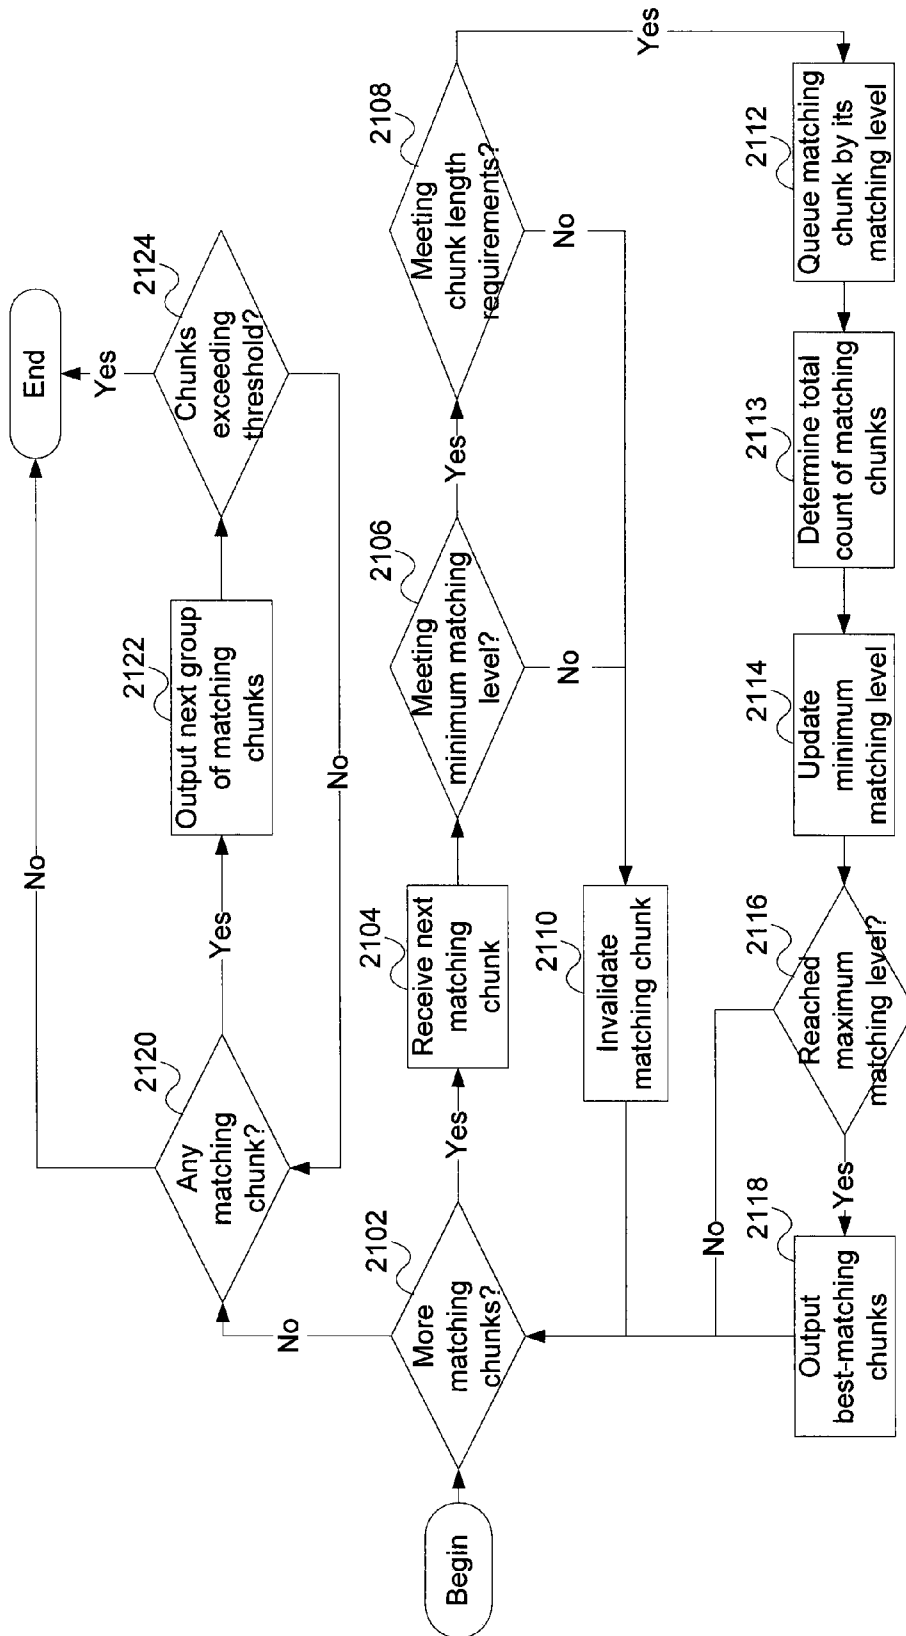 Begin
2102
More
matching
chunks?
Yes
No
2104
Receive next
matching
chunk
2106
Meeting
minimum matching
level?
Yes
No
2108
Meeting
chunk length
requirements?
Yes
No
2110
Invalidate
matching chunk
2112
Queue matching
chunk by its
matching level
2113
Determine total
count of matching
chunks
2114
Update
minimum
matching level
2116
Reached
maximum
matching level?
Yes
No
2118
Output
best-matching
chunks
2120
Any
matching
chunk?
Yes
No
2122
Output next group
of matching
chunks
2124
Chunks
exceeding
threshold?
Yes
No
End